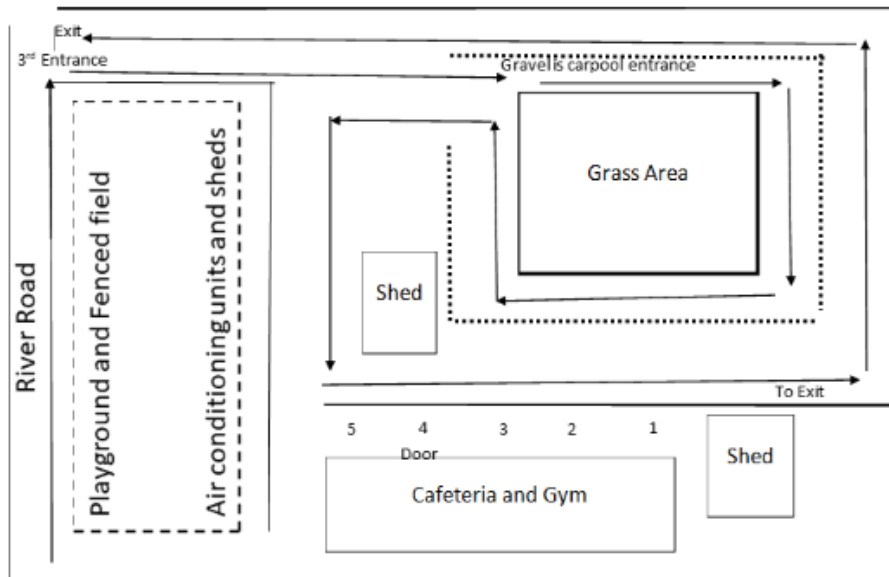 Exit
3rd Entrance
Gravel is carpool entrance
Grass Area
Playground and Fenced field
Air conditioning units and sheds
River Road
Shed
To Exit
5 4 3 2 1
Door
Shed
Cafeteria and Gym